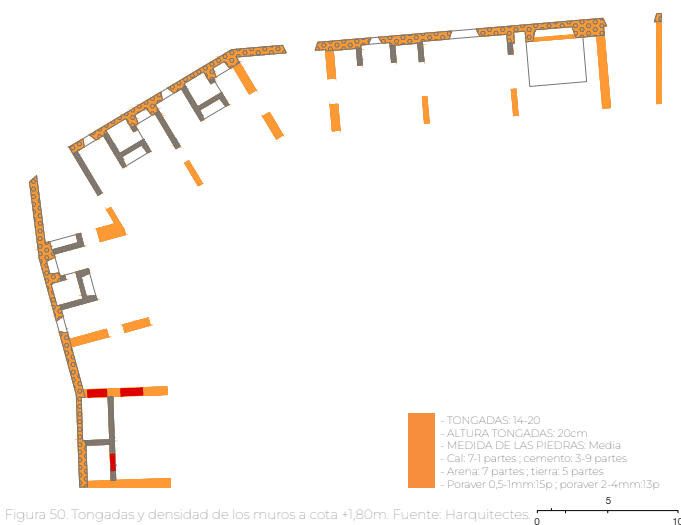 - TONGADAS: 14-20
- ALTURA TONGADAS: 20cm
- MEDIDA DE LAS PIEDRAS: Media
- Cal: 7-1 partes ; cemento: 3-9 partes
- Arena: 7 partes ; tierra: 5 partes
- Poraver 0,5-1mm:15p ; poraver 2-4mm:13p
Figura 50. Tongadas y densidad de los muros a cota +1,80m. Fuente: Harquitectes.
0 5 10